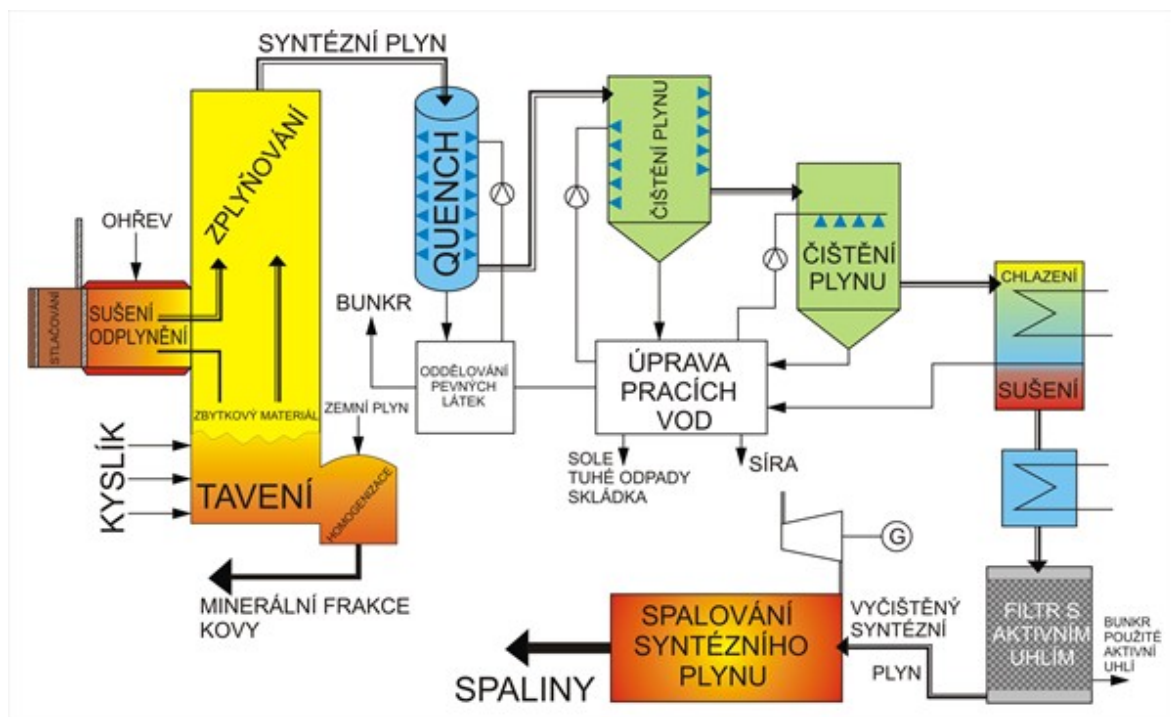 SYNTÉZNÍ PLYN
ZPLYŇOVÁNÍ
QUENCH
ČIŠTĚNÍ PLYNU
ČIŠTĚNÍ
PLYNU
OHŘEV
STLAČOVÁNÍ
SUŠENÍ
ODPLYNĚNÍ
BUNKR
CHLAZENÍ
SUŠENÍ
ODDĚLOVÁNÍ
PEVNÝCH
LÁTEK
ÚPRAVA
PRACÍCH
VOD
ZBYTKOVÝ MATERIÁL
ZEMNÍ PLYN
KYSLÍK
TAVENÍ
HOMOGENIZACE
SOLE
TUHÉ ODPADY
SKLÁDKA
SÍRA
G
MINERÁLNÍ FRAKCE
KOVY
SPALOVÁNÍ
SYNTÉZNÍHO
PLYNU
VYČIŠTĚNÝ
SYNTÉZNÍ
PLYN
FILTR S
AKTIVNÍM
UHLÍM
BUNKR
POUŽITÉ
AKTIVNÍ
UHLÍ
SPALINY